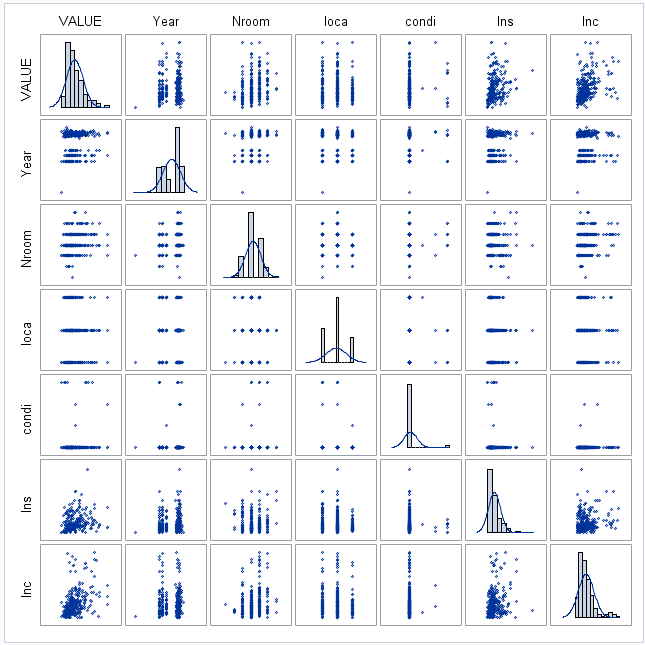 VALUE Year Nroom loca condi Ins Inc
VALUE
Year
Nroom
loca
condi
Ins
Inc